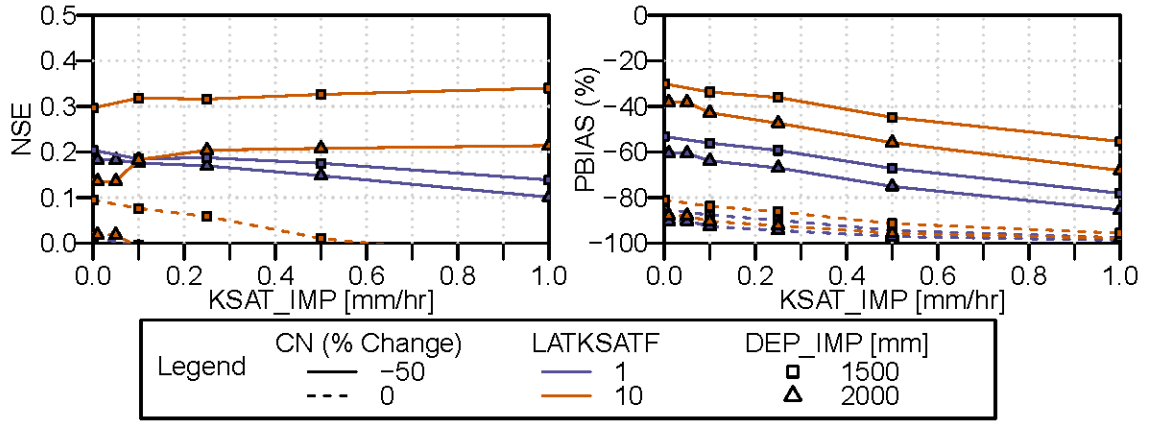 0.5
0.4
0.3
0.2
0.1
0.0
NSE
0.0 0.2 0.4 0.6 0.8 1.0
KSAT_IMP [mm/hr]
0
−20
−40
−60
−80
−100
PBIAS (%)
0.0 0.2 0.4 0.6 0.8 1.0
KSAT_IMP [mm/hr]
Legend
CN (% Change)
−50
0
LATKSATF
1
10
DEP_IMP [mm]
1500
2000